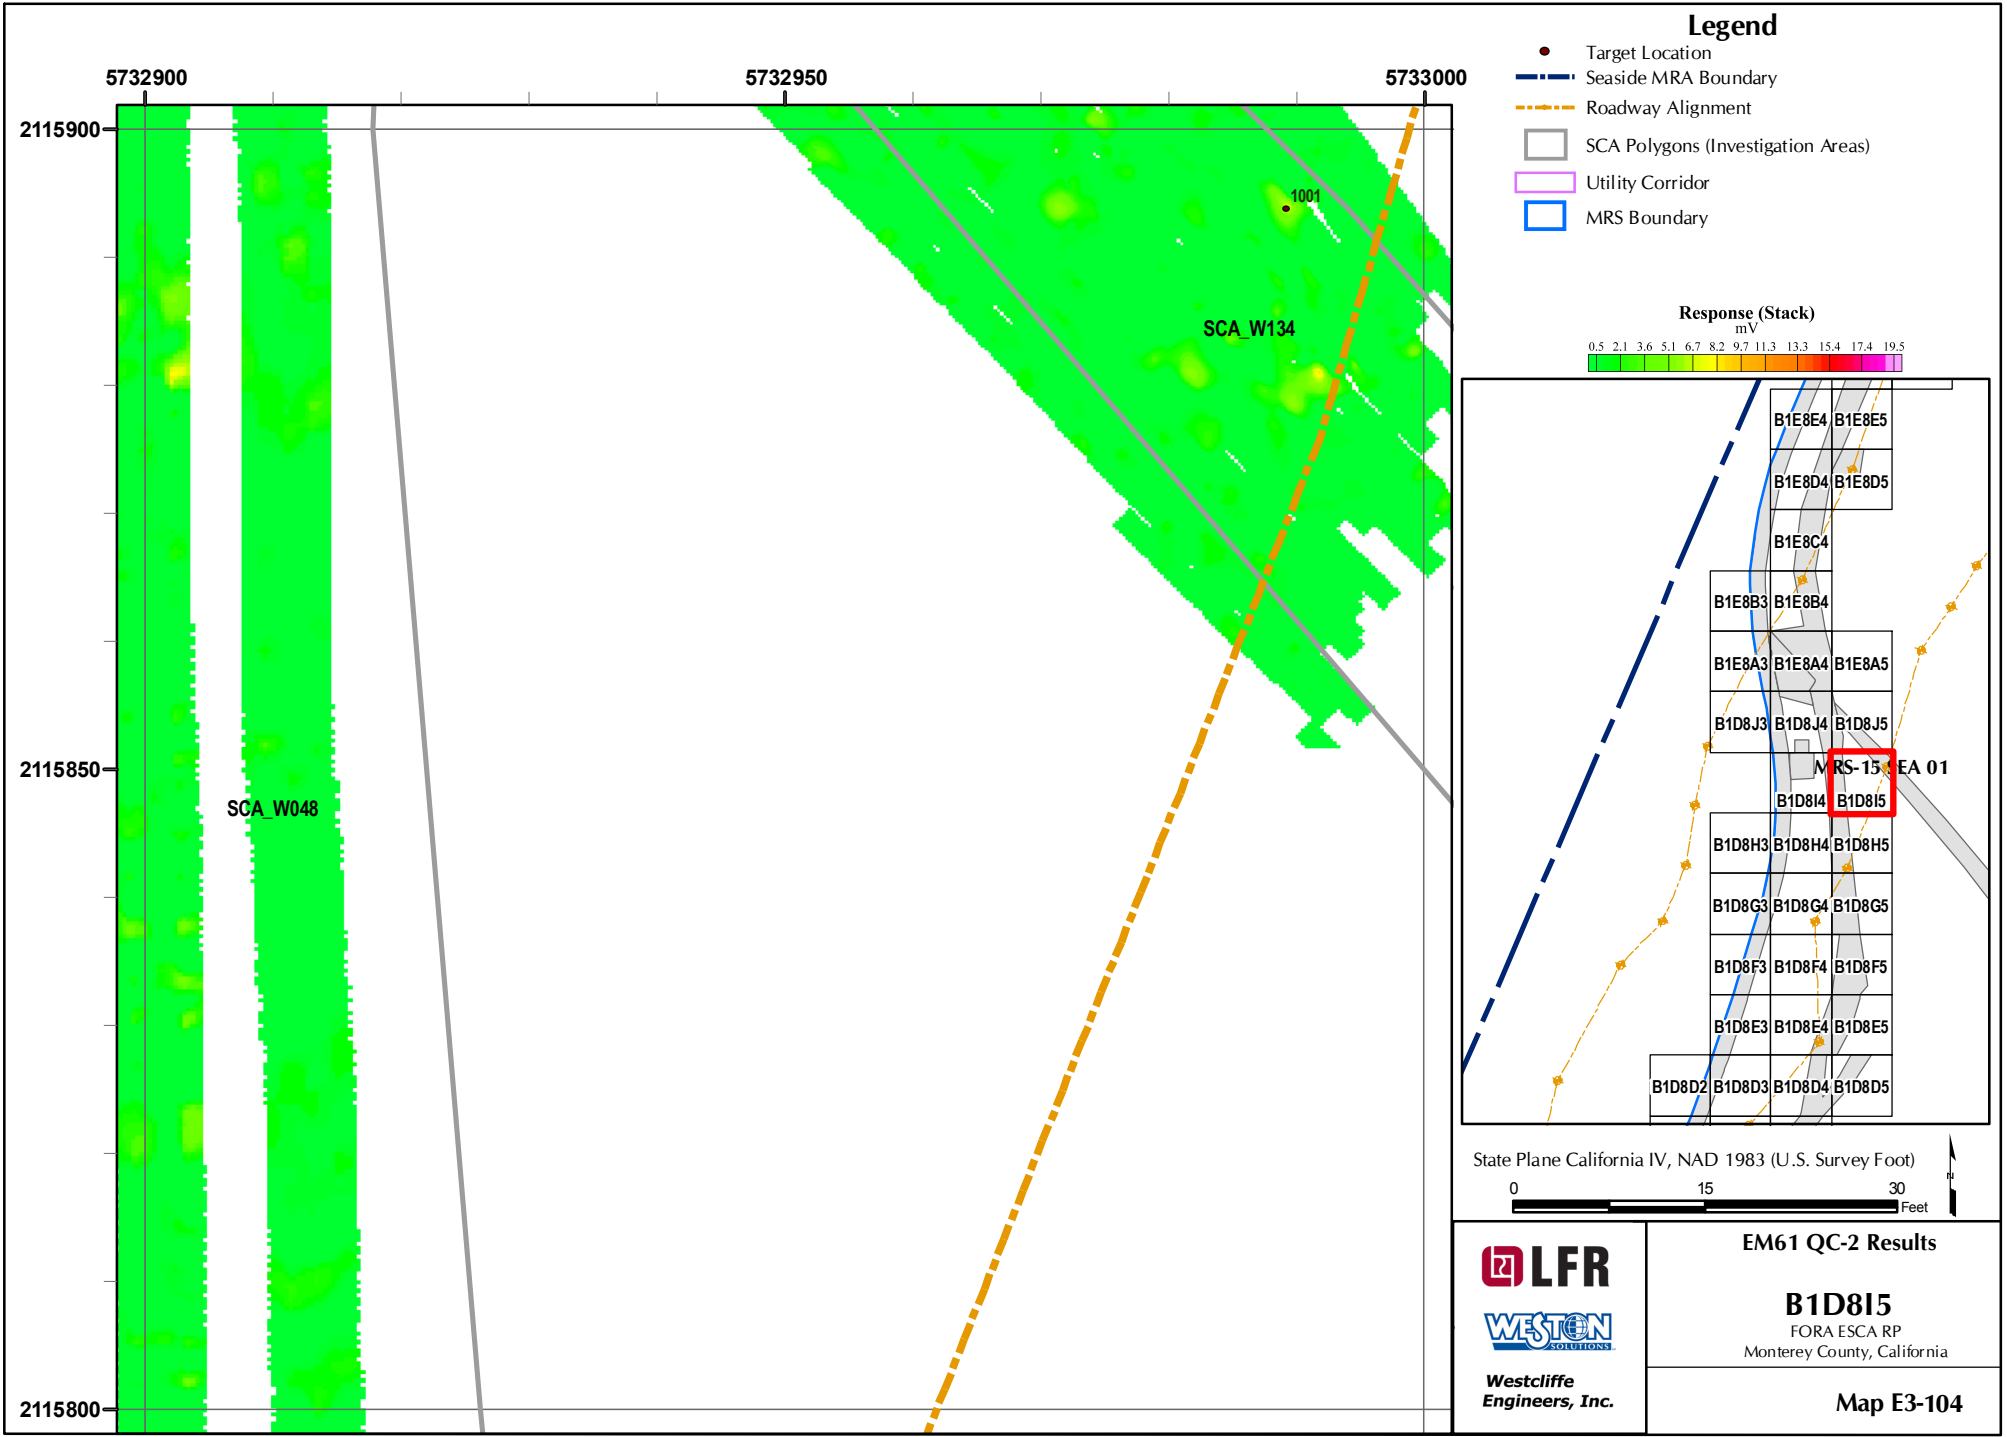 Legend
Target Location
Seaside MRA Boundary
Roadway Alignment
SCA Polygons (Investigation Areas)
Utility Corridor
MRS Boundary
5732900 5732950 5733000
2115900
2115850
2115800
1001
SCA_W134
SCA_W048
Response (Stack)
mV
0.5 2.1 3.6 5.1 6.7 8.2 9.7 11.3 13.3 15.4 17.4 19.5
B1E8E4 B1E8E5
B1E8D4 B1E8D5
B1E8C4
B1E8B3 B1E8B4
B1E8A3 B1E8A4 B1E8A5
B1D8J3 B1D8J4 B1D8J5
MRS-15 SEA 01
B1D8I4 B1D8I5
B1D8H3 B1D8H4 B1D8H5
B1D8G3 B1D8G4 B1D8G5
B1D8F3 B1D8F4 B1D8F5
B1D8E3 B1D8E4 B1D8E5
B1D8D2 B1D8D3 B1D8D4 B1D8D5
State Plane California IV, NAD 1983 (U.S. Survey Foot)
0 15 30
Feet
N
LFR
WESTON
SOLUTIONS
Westcliffe
Engineers, Inc.
EM61 QC-2 Results
B1D8I5
FORA ESCA RP
Monterey County, California
Map E3-104